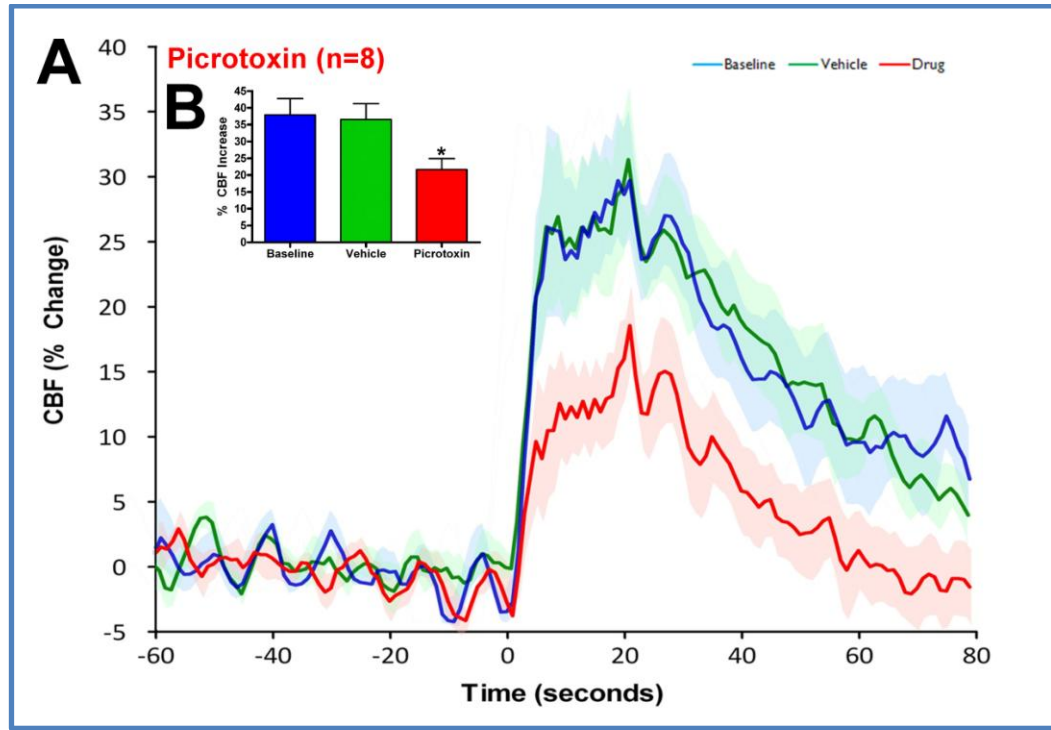 A
Picrotoxin (n=8)
Baseline Vehicle Drug
B
% CBF Increase
45
40
35
30
25
20
15
10
5
0
*
Baseline Vehicle Picrotoxin
CBF (% Change)
40
35
30
25
20
15
10
5
0
-5
-60 -40 -20 0 20 40 60 80
Time (seconds)